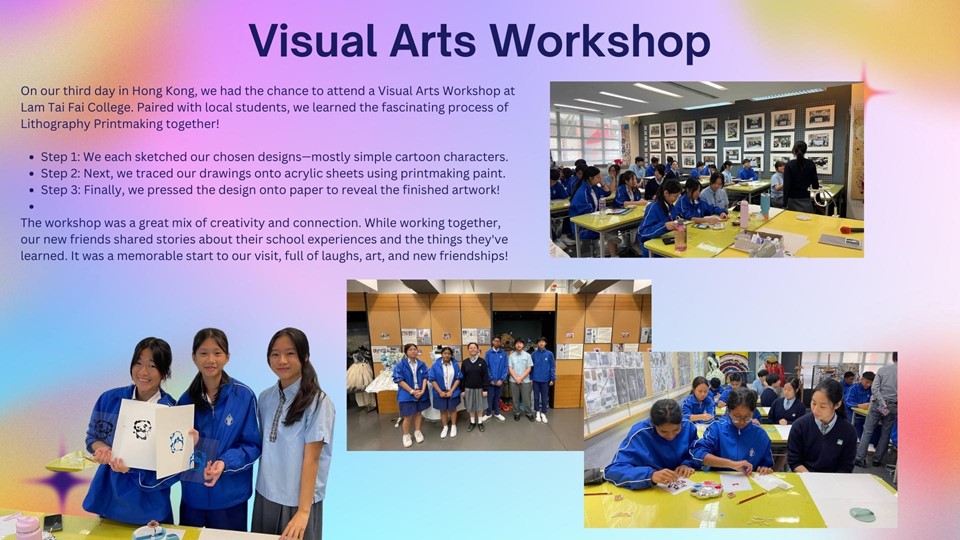 Visual Arts Workshop
On our third day in Hong Kong, we had the chance to attend a Visual Arts Workshop at
Lam Tai Fai College. Paired with local students, we learned the fascinating process of
Lithography Printmaking together!
• Step 1: We each sketched our chosen designs—mostly simple cartoon characters.
• Step 2: Next, we traced our drawings onto acrylic sheets using printmaking paint.
• Step 3: Finally, we pressed the design onto paper to reveal the finished artwork!
•
The workshop was a great mix of creativity and connection. While working together,
our new friends shared stories about their school experiences and the things they've
learned. It was a memorable start to our visit, full of laughs, art, and new friendships!